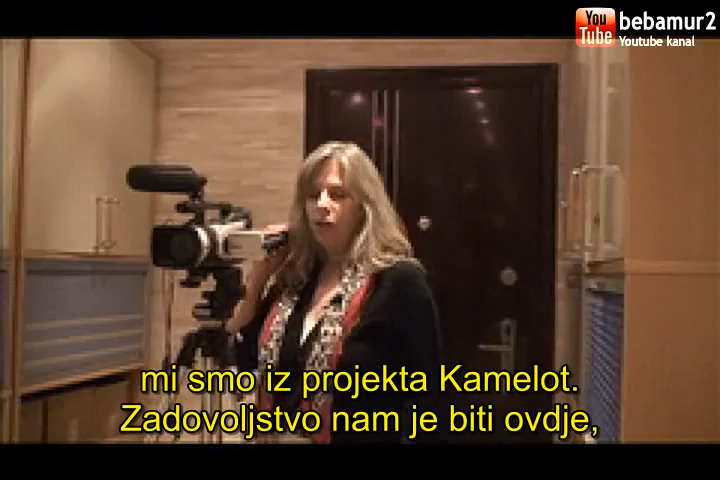 You
Tube
bebamur2
Youtube kanal
mi smo iz projekta Kamelot.
Zadovoljstvo nam je biti ovdje,